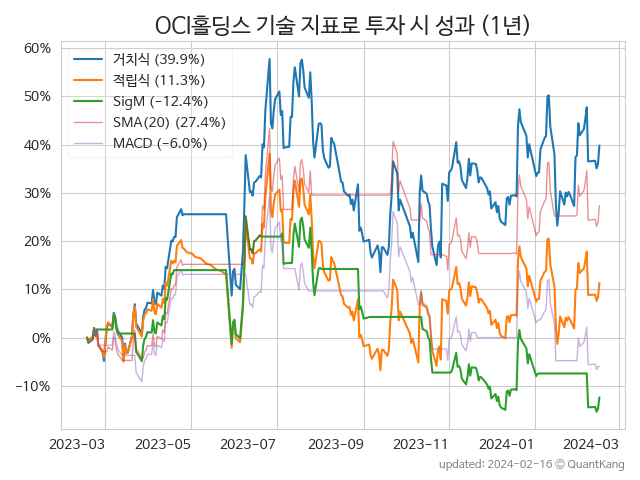 OCI홀딩스 기술 지표로 투자 시 성과 (1년)
60%
50%
40%
30%
20%
10%
0%
−10%
거치식 (39.9%)
적립식 (11.3%)
SigM (−12.4%)
SMA(20) (27.4%)
MACD (−6.0%)
2023-03 2023-05 2023-07 2023-09 2023-11 2024-01 2024-03
updated: 2024-02-16 © QuantKang